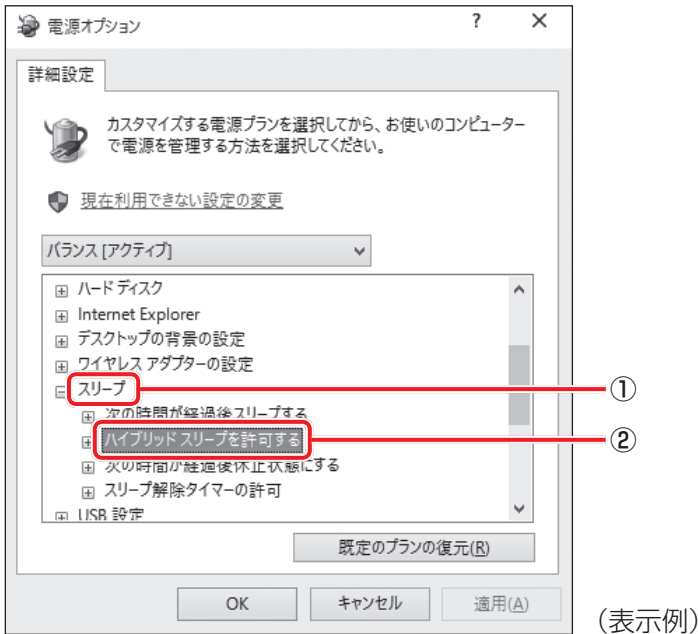 電源オプション ? ×
詳細設定
カスタマイズする電源プランを選択してから、お使いのコンピューター
で電源を管理する方法を選択してください。
現在利用できない設定の変更
バランス [アクティブ]
ハード ディスク
Internet Explorer
デスクトップの背景の設定
ワイヤレス アダプターの設定
スリープ ①
次の時間が経過後スリープする
ハイブリッド スリープを許可する ②
次の時間が経過後休止状態にする
スリープ解除タイマーの許可
USB 設定
既定のプランの復元(R)
OK キャンセル 適用(A)
(表示例)